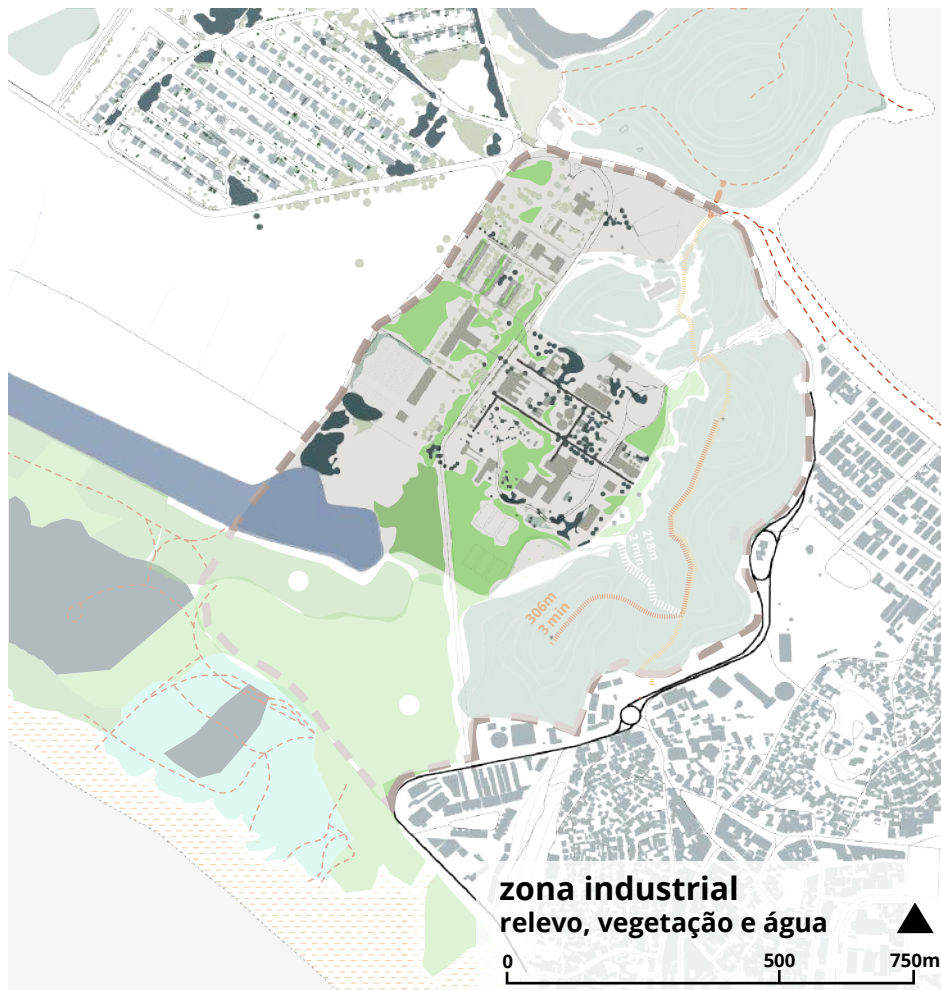 218m
2 min
306m
3 min
zona industrial
relevo, vegetação e água
0 500 750m